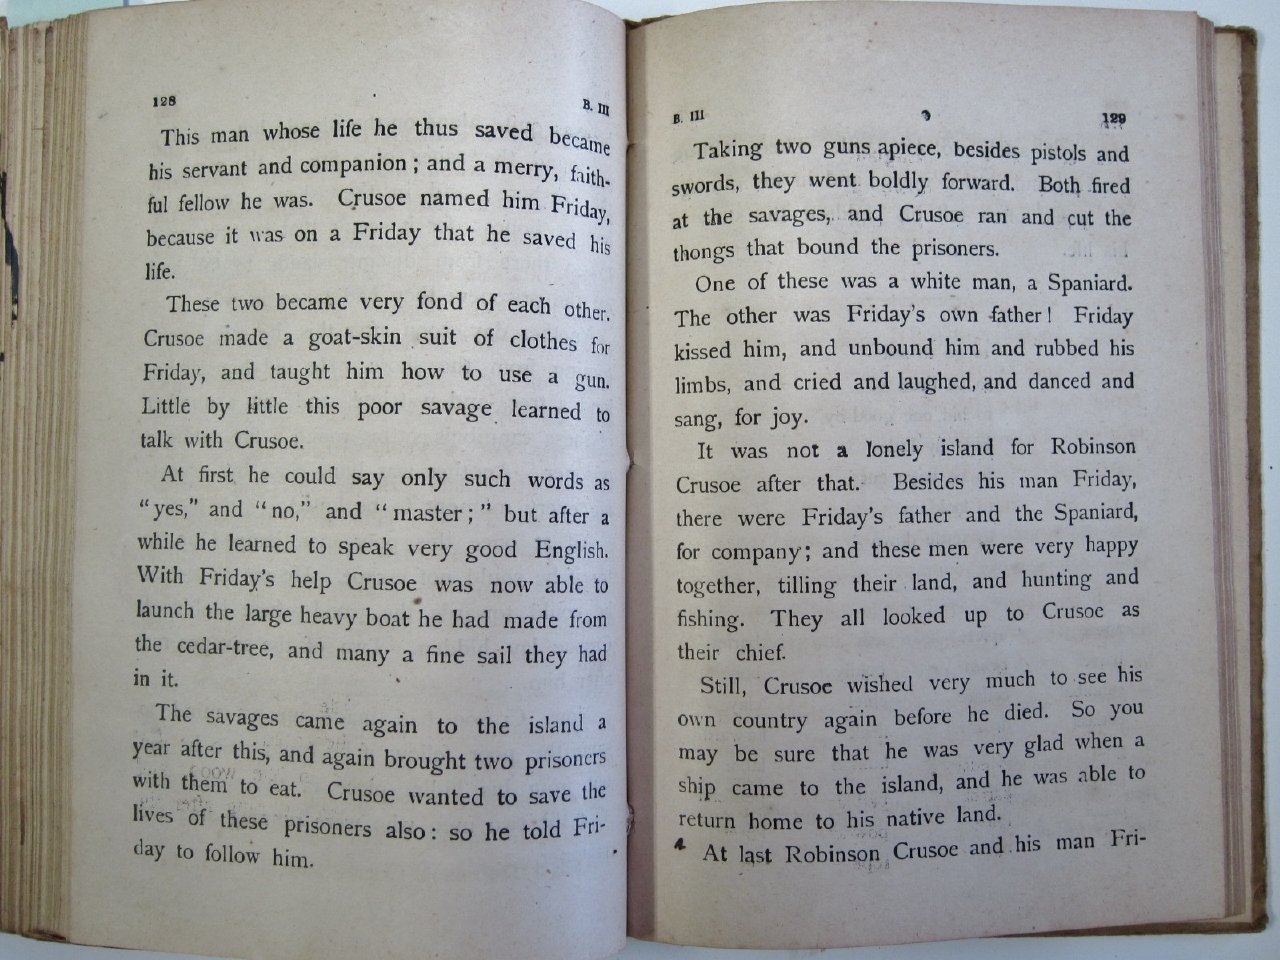 128
B. III
This man whose life he thus saved became
his servant and companion; and a merry, faith-
ful fellow he was. Crusoe named him Friday,
because it was on a Friday that he saved his
life.
These two became very fond of each other.
Crusoe made a goat-skin suit of clothes for
Friday, and taught him how to use a gun.
Little by little this poor savage learned to
talk with Crusoe.
At first he could say only such words as
"yes," and "no," and "master;" but after a
while he learned to speak very good English.
With Friday's help Crusoe was now able to
launch the large heavy boat he had made from
the cedar-tree, and many a fine sail they had
in it.
The savages came again to the island a
year after this, and again brought two prisoners
with them to eat. Crusoe wanted to save the
lives of these prisoners also: so he told Fri-
day to follow him.
B. III
129
Taking two guns apiece, besides pistols and
swords, they went boldly forward. Both fired
at the savages, and Crusoe ran and cut the
thongs that bound the prisoners.
One of these was a white man, a Spaniard.
The other was Friday's own father! Friday
kissed him, and unbound him and rubbed his
limbs, and cried and laughed, and danced and
sang, for joy.
It was not a lonely island for Robinson
Crusoe after that. Besides his man Friday,
there were Friday's father and the Spaniard,
for company; and these men were very happy
together, tilling their land, and hunting and
fishing. They all looked up to Crusoe as
their chief.
Still, Crusoe wished very much to see his
own country again before he died. So you
may be sure that he was very glad when a
ship came to the island, and he was able to
return home to his native land.
At last Robinson Crusoe and his man Fri-